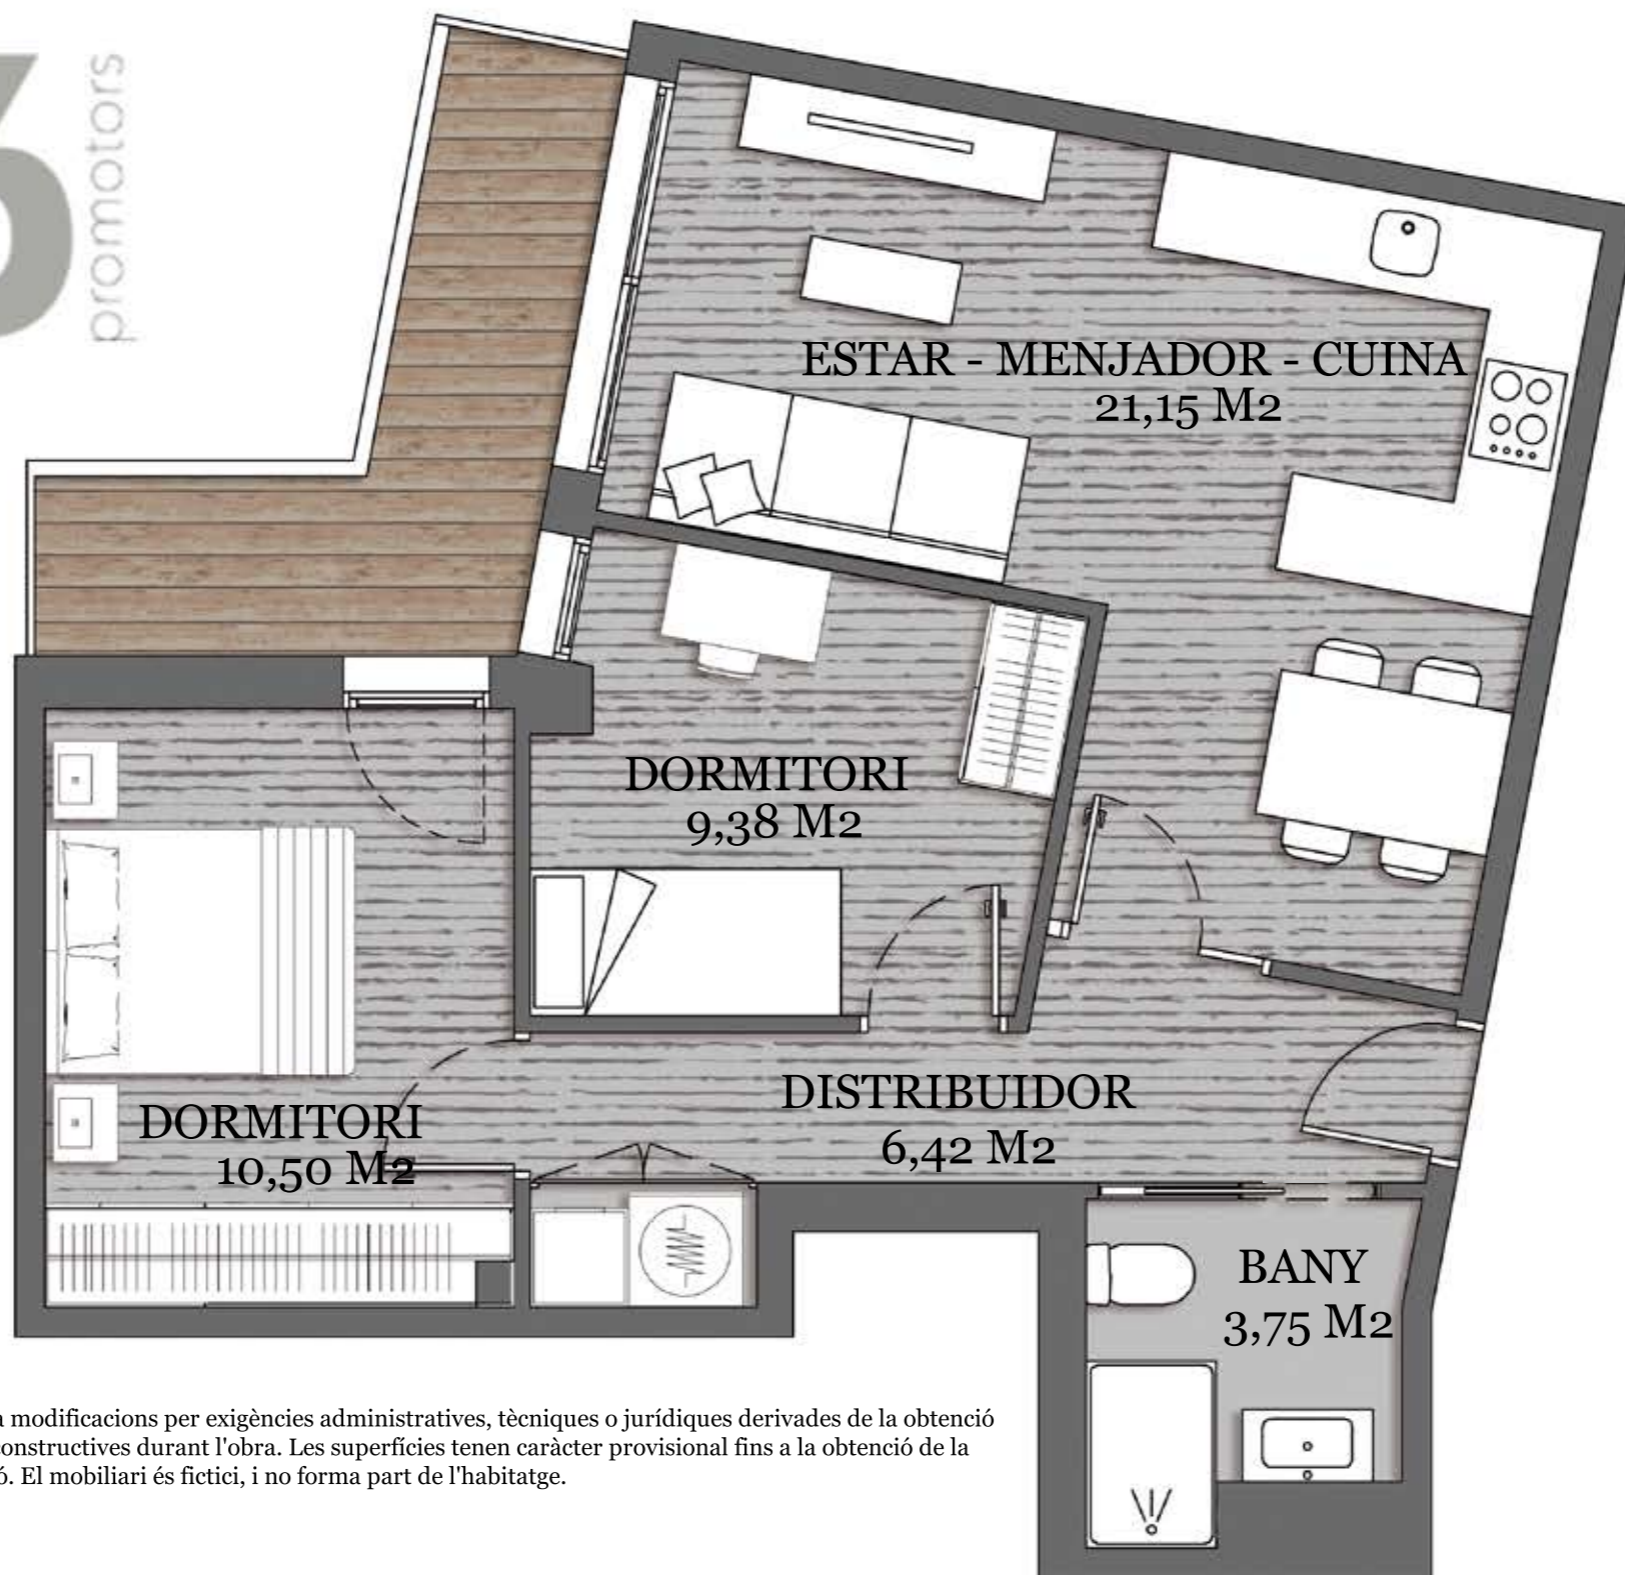 promotors
ESTAR - MENJADOR - CUINA
21,15 M2
DORMITORI
9,38 M2
DISTRIBUIDOR
6,42 M2
DORMITORI
10,50 M2
BANY
3,75 M2
modificacions per exigències administratives, tècniques o jurídiques derivades de la obtenció
constructives durant l'obra. Les superfícies tenen caràcter provisional fins a la obtenció de la
El mobiliari és fictici, i no forma part de l'habitatge.